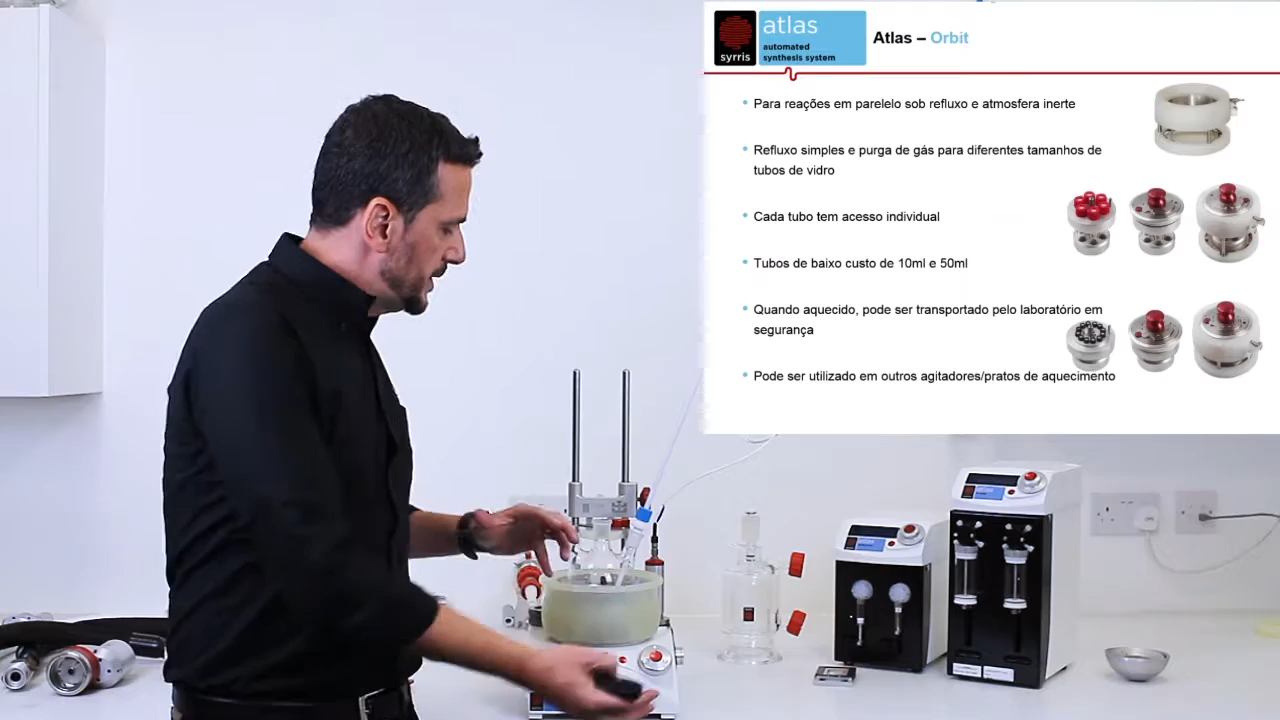 syrris
atlas
automated
synthesis system
Atlas – Orbit
Para reações em parelelo sob refluxo e atmosfera inerte
Refluxo simples e purga de gás para diferentes tamanhos de
tubos de vidro
Cada tubo tem acesso individual
Tubos de baixo custo de 10ml e 50ml
Quando aquecido, pode ser transportado pelo laboratório em
segurança
Pode ser utilizado em outros agitadores/pratos de aquecimento